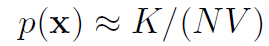 p(x) ≈ K/(NV)